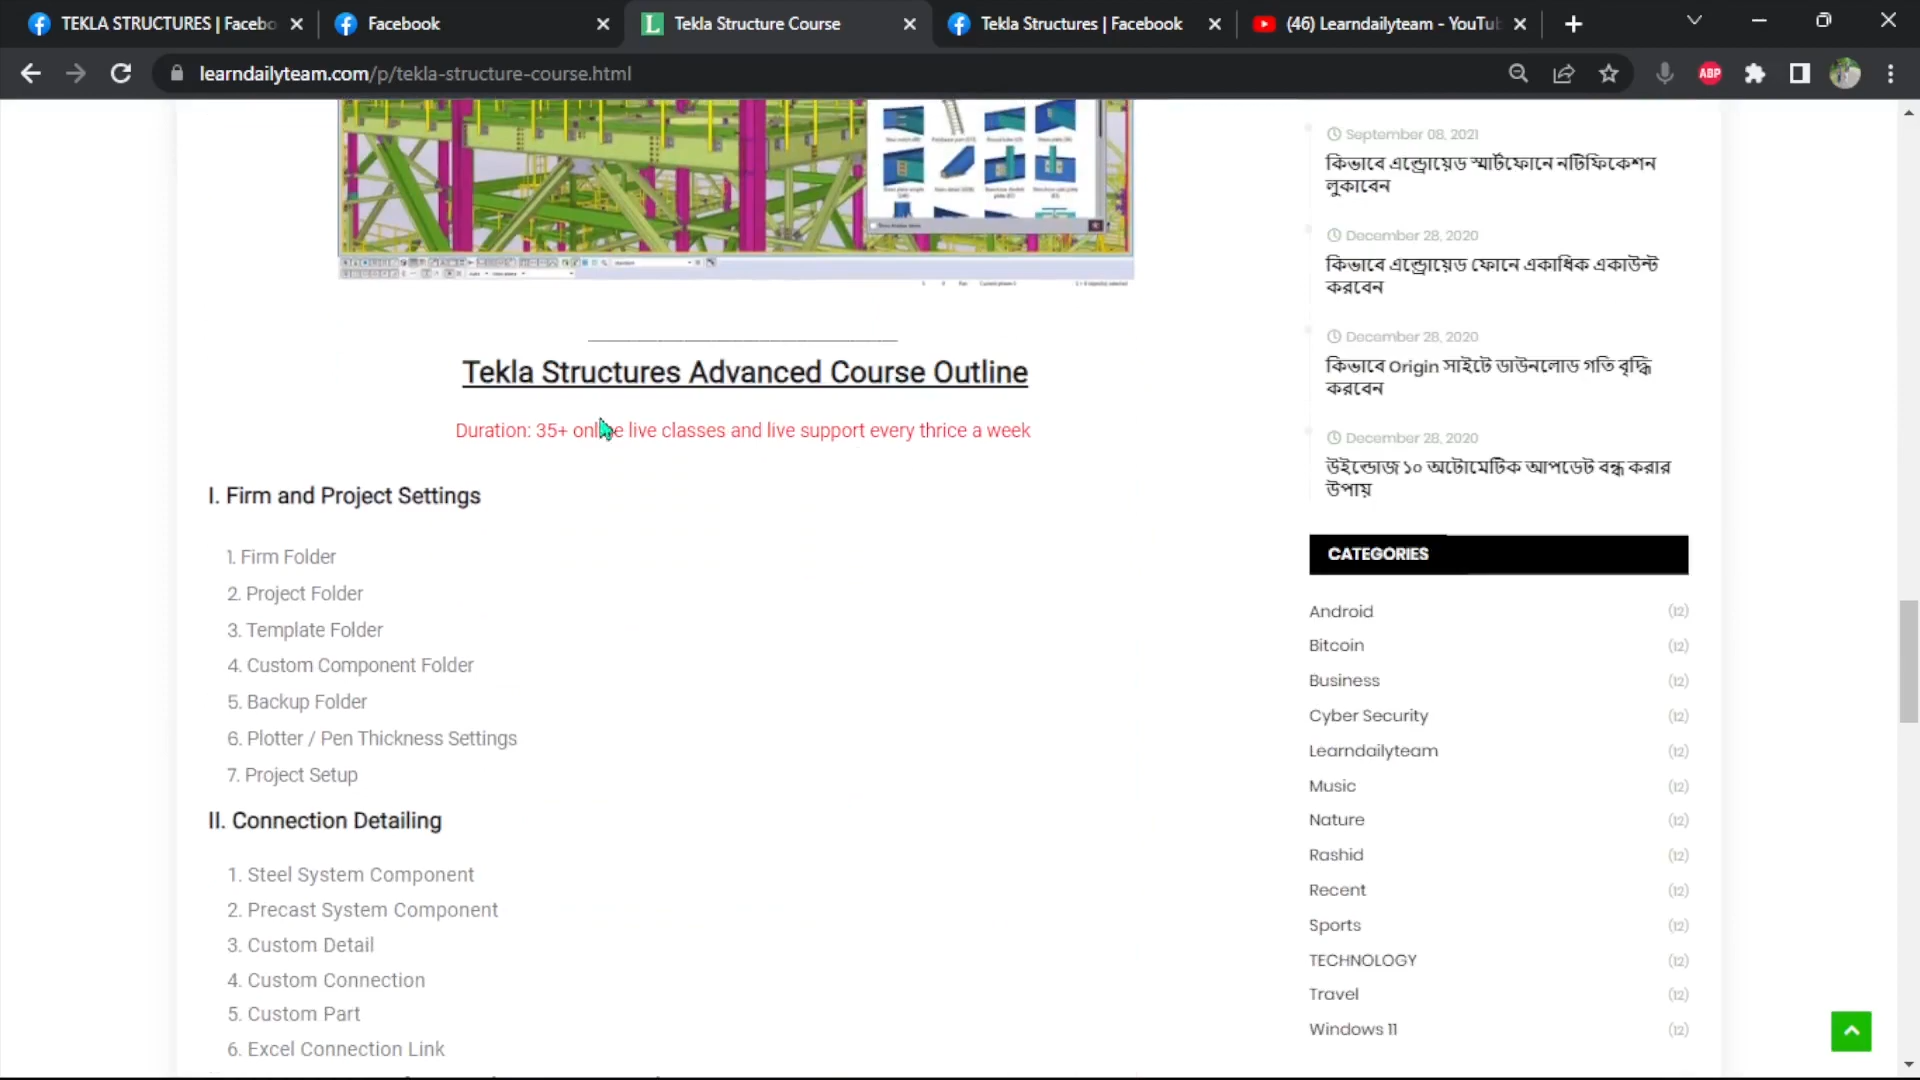 TEKLA STRUCTURES | Facebo
Facebook
Tekla Structure Course
Tekla Structures | Facebook
(46) Learndailyteam - YouTu
learndailyteam.com/p/tekla-structure-course.html
ABP
Tekla Structures Advanced Course Outline
Duration: 35+ online live classes and live support every thrice a week
I. Firm and Project Settings
1. Firm Folder
2. Project Folder
3. Template Folder
4. Custom Component Folder
5. Backup Folder
6. Plotter / Pen Thickness Settings
7. Project Setup
II. Connection Detailing
1. Steel System Component
2. Precast System Component
3. Custom Detail
4. Custom Connection
5. Custom Part
6. Excel Connection Link
September 08, 2021
কিভাবে এন্ড্রোয়েড স্মার্টফোনে নটিফিকেশন
লুকাবেন
December 28, 2020
কিভাবে এন্ড্রোয়েড ফোনে একাধিক একাউন্ট
করবেন
December 28, 2020
কিভাবে Origin সাইটে ডাউনলোড গতি বৃদ্ধি
করবেন
December 28, 2020
উইন্ডোজ ১০ অটোমেটিক আপডেট বন্ধ করার
উপায়
CATEGORIES
Android (12)
Bitcoin (12)
Business (12)
Cyber Security (12)
Learndailyteam (12)
Music (12)
Nature (12)
Rashid (12)
Recent (12)
Sports (12)
TECHNOLOGY (12)
Travel (12)
Windows 11 (12)